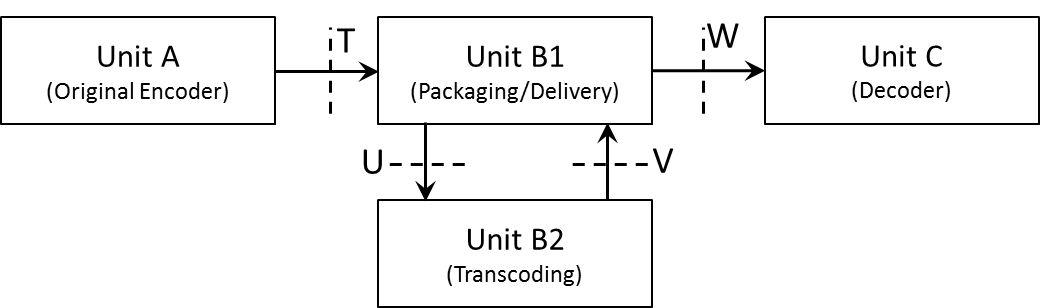 Unit A
(Original Encoder)
T
Unit B1
(Packaging/Delivery)
W
Unit C
(Decoder)
U
V
Unit B2
(Transcoding)